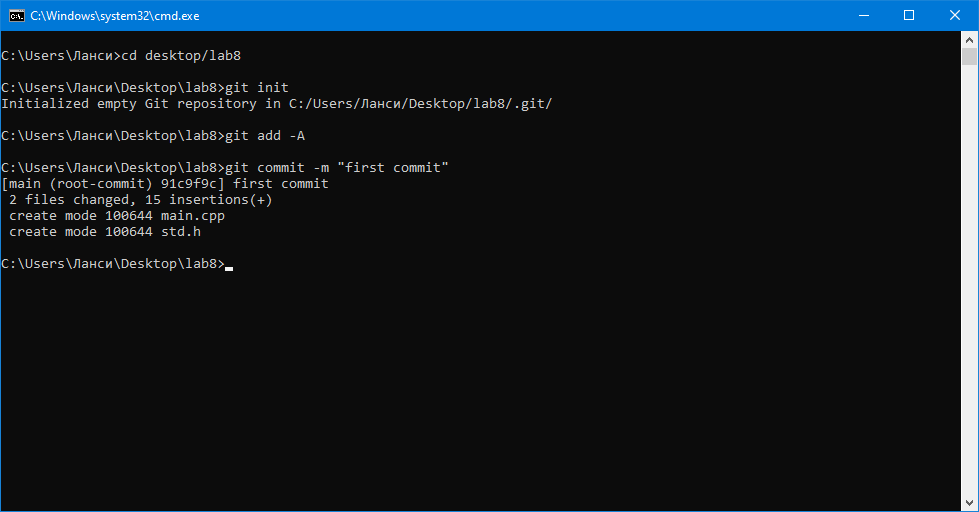 C:\Windows\system32\cmd.exe
C:\Users\Ланси>cd desktop/lab8
C:\Users\Ланси\Desktop\lab8>git init
Initialized empty Git repository in C:/Users/Ланси/Desktop/lab8/.git/
C:\Users\Ланси\Desktop\lab8>git add -A
C:\Users\Ланси\Desktop\lab8>git commit -m "first commit"
[main (root-commit) 91c9f9c] first commit
 2 files changed, 15 insertions(+)
 create mode 100644 main.cpp
 create mode 100644 std.h
C:\Users\Ланси\Desktop\lab8>